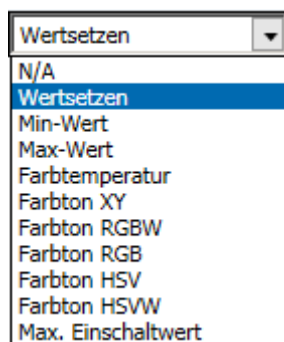 Wertsetzen
N/A
Wertsetzen
Min-Wert
Max-Wert
Farbtemperatur
Farbton XY
Farbton RGBW
Farbton RGB
Farbton HSV
Farbton HSVW
Max. Einschaltwert